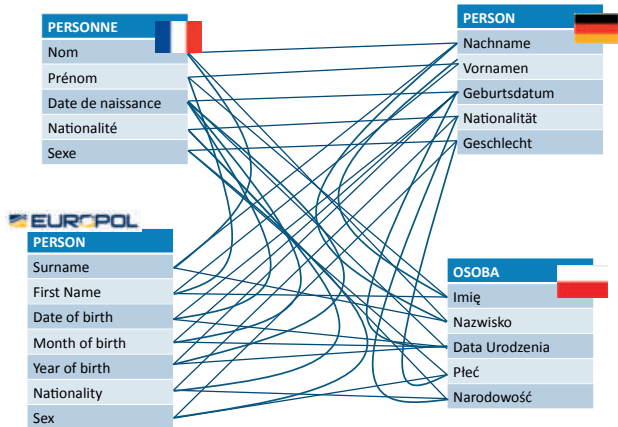 PERSONNE
Nom
Prénom
Date de naissance
Nationalité
Sexe
PERSON
Nachname
Vornamen
Geburtsdatum
Nationalität
Geschlecht
EUROPOL
PERSON
Surname
First Name
Date of birth
Month of birth
Year of birth
Nationality
Sex
OSOBA
Imię
Nazwisko
Data Urodzenia
Płeć
Narodowość